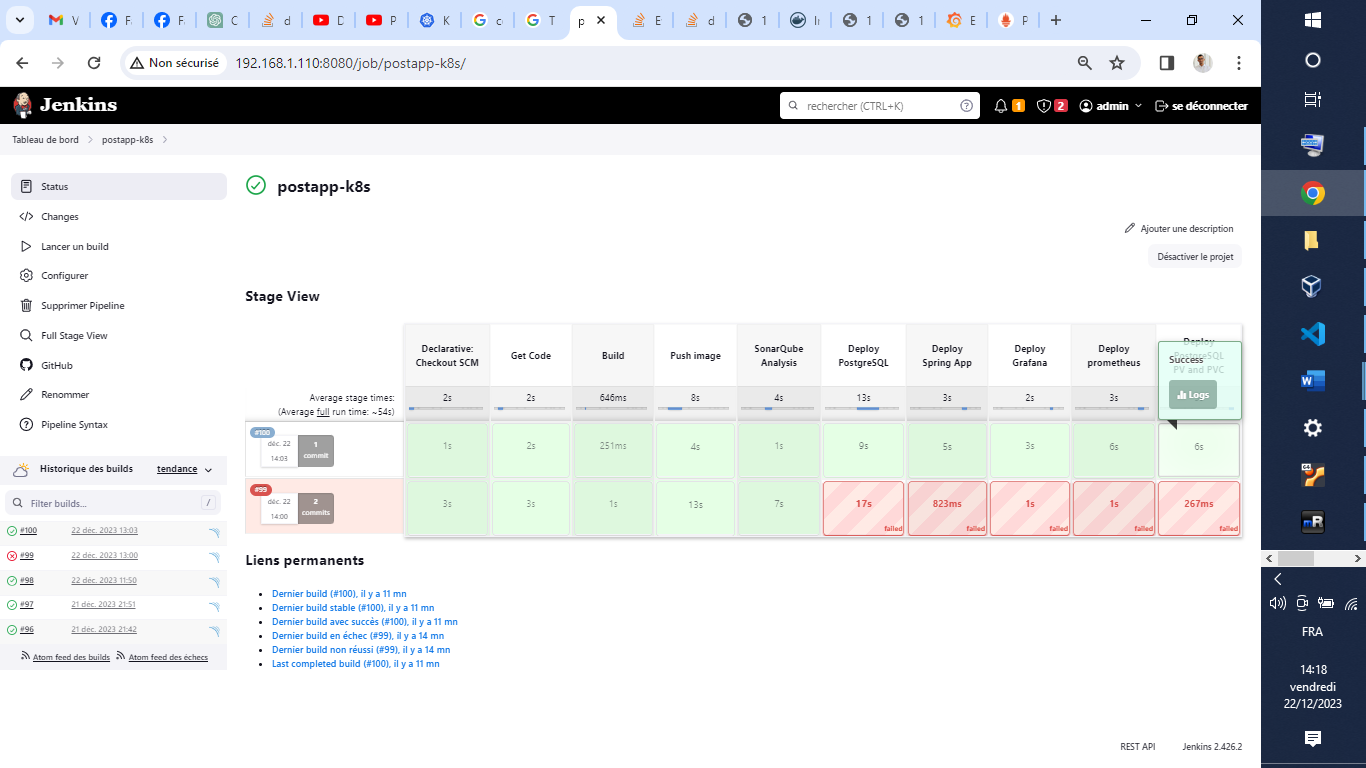 V
F
F
C
d
D
P
K
c
T
p
E
d
1
Ir
1
1
E
P
Non sécurisé
192.168.1.110:8080/job/postapp-k8s/
Jenkins
rechercher (CTRL+K)
1
2
admin
se déconnecter
Tableau de bord
postapp-k8s
Status
Changes
Lancer un build
Configurer
Supprimer Pipeline
Full Stage View
GitHub
Renommer
Pipeline Syntax
Historique des builds tendance
Filter builds... /
#100 22 déc. 2023 13:03
#99 22 déc. 2023 13:00
#98 22 déc. 2023 11:50
#97 21 déc. 2023 21:51
#96 21 déc. 2023 21:42
Atom feed des builds Atom feed des échecs
postapp-k8s
Ajouter une description
Désactiver le projet
Stage View
Declarative: Checkout SCM
Get Code
Build
Push image
SonarQube Analysis
Deploy PostgreSQL
Deploy Spring App
Deploy Grafana
Deploy prometheus
Deploy PostgreSQL PV and PVC
Success
Logs
Average stage times:
(Average full run time: ~54s)
2s 2s 646ms 8s 4s 13s 3s 2s 3s
#100
déc. 22
14:03
1 commit
1s 2s 251ms 4s 1s 9s 5s 3s 6s 6s
#99
déc. 22
14:00
2 commits
3s 3s 1s 13s 7s 17s 823ms 1s 1s 267ms
failed failed failed failed failed
Liens permanents
Dernier build (#100), il y a 11 mn
Dernier build stable (#100), il y a 11 mn
Dernier build avec succès (#100), il y a 11 mn
Dernier build en échec (#99), il y a 14 mn
Dernier build non réussi (#99), il y a 14 mn
Last completed build (#100), il y a 11 mn
REST API
Jenkins 2.426.2
FRA
14:18
vendredi
22/12/2023